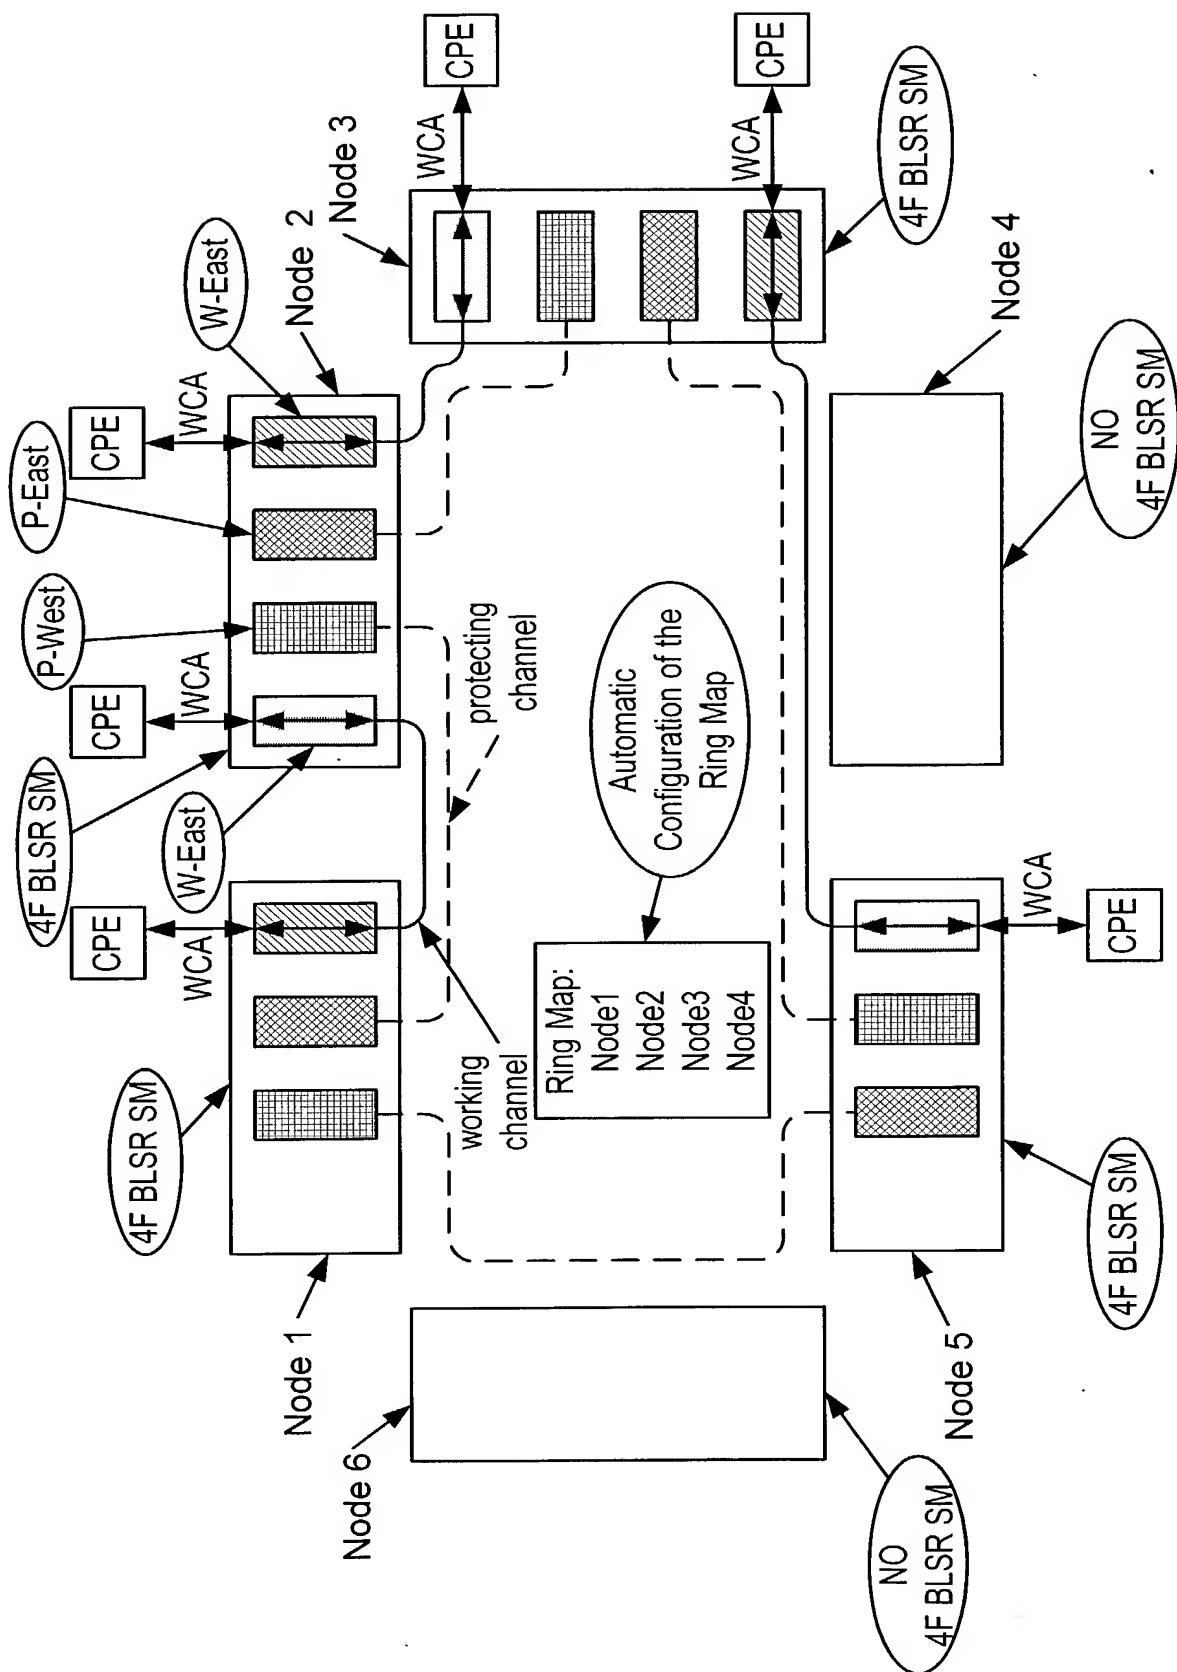 CPE
WCA
CPE
WCA
4F BLSR SM
Node 3
Node 2
W-East
Node 4
NO
4F BLSR SM
CPE
WCA
P-East
P-West
CPE
WCA
4F BLSR SM
W-East
protecting
channel
Automatic
Configuration of the
Ring Map
CPE
WCA
working
channel
Ring Map:
Node1
Node2
Node3
Node4
WCA
CPE
4F BLSR SM
4F BLSR SM
Node 1
Node 5
Node 6
NO
4F BLSR SM